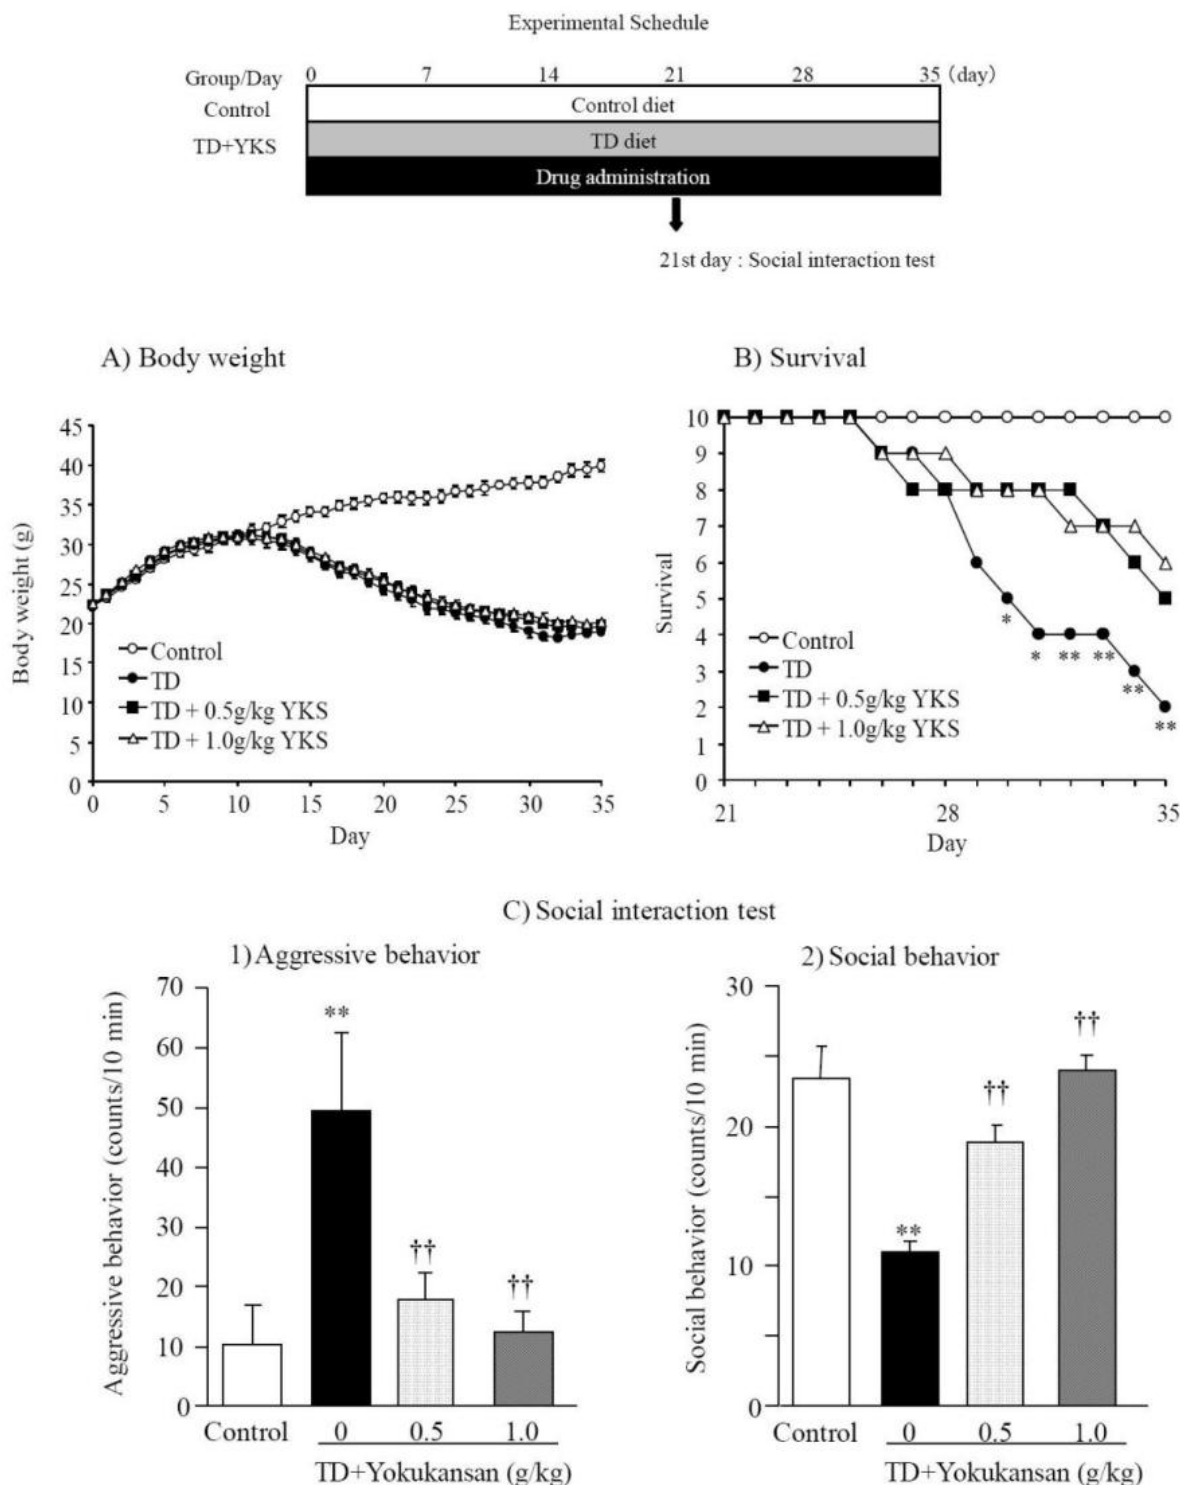 Experimental Schedule
Group/Day 0 7 14 21 28 35 (day)
Control Control diet
TD+YKS TD diet
Drug administration
21st day : Social interaction test
A) Body weight
B) Survival
45
40
35
30
25
20
15
10
5
0
Body weight (g)
Control
TD
TD + 0.5g/kg YKS
TD + 1.0g/kg YKS
0 5 10 15 20 25 30 35
Day
10
9
8
7
6
5
4
3
2
1
0
Survival
Control
TD
TD + 0.5g/kg YKS
TD + 1.0g/kg YKS
* * ** ** ** **
21 28 35
Day
C) Social interaction test
1) Aggressive behavior
70
60
50
40
30
20
10
0
Aggressive behavior (counts/10 min)
**
††
††
Control 0 0.5 1.0
TD+Yokukansan (g/kg)
2) Social behavior
30
20
10
0
Social behavior (counts/10 min)
**
††
††
Control 0 0.5 1.0
TD+Yokukansan (g/kg)